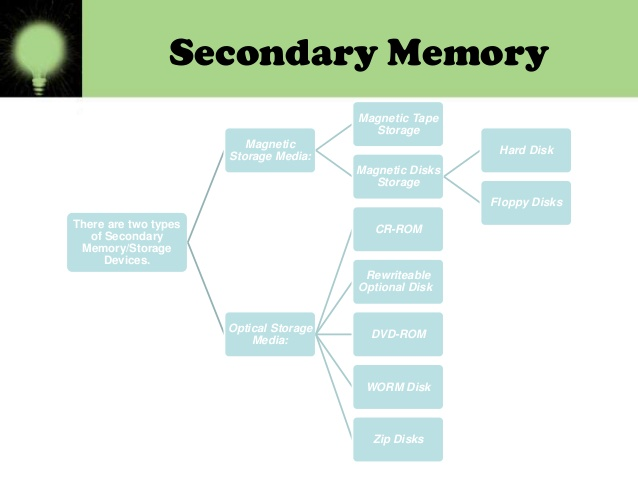 Secondary Memory
There are two types
of Secondary
Memory/Storage
Devices.
Magnetic
Storage Media:
Magnetic Tape
Storage
Magnetic Disks
Storage
Hard Disk
Floppy Disks
Optical Storage
Media:
CR-ROM
Rewriteable
Optional Disk
DVD-ROM
WORM Disk
Zip Disks